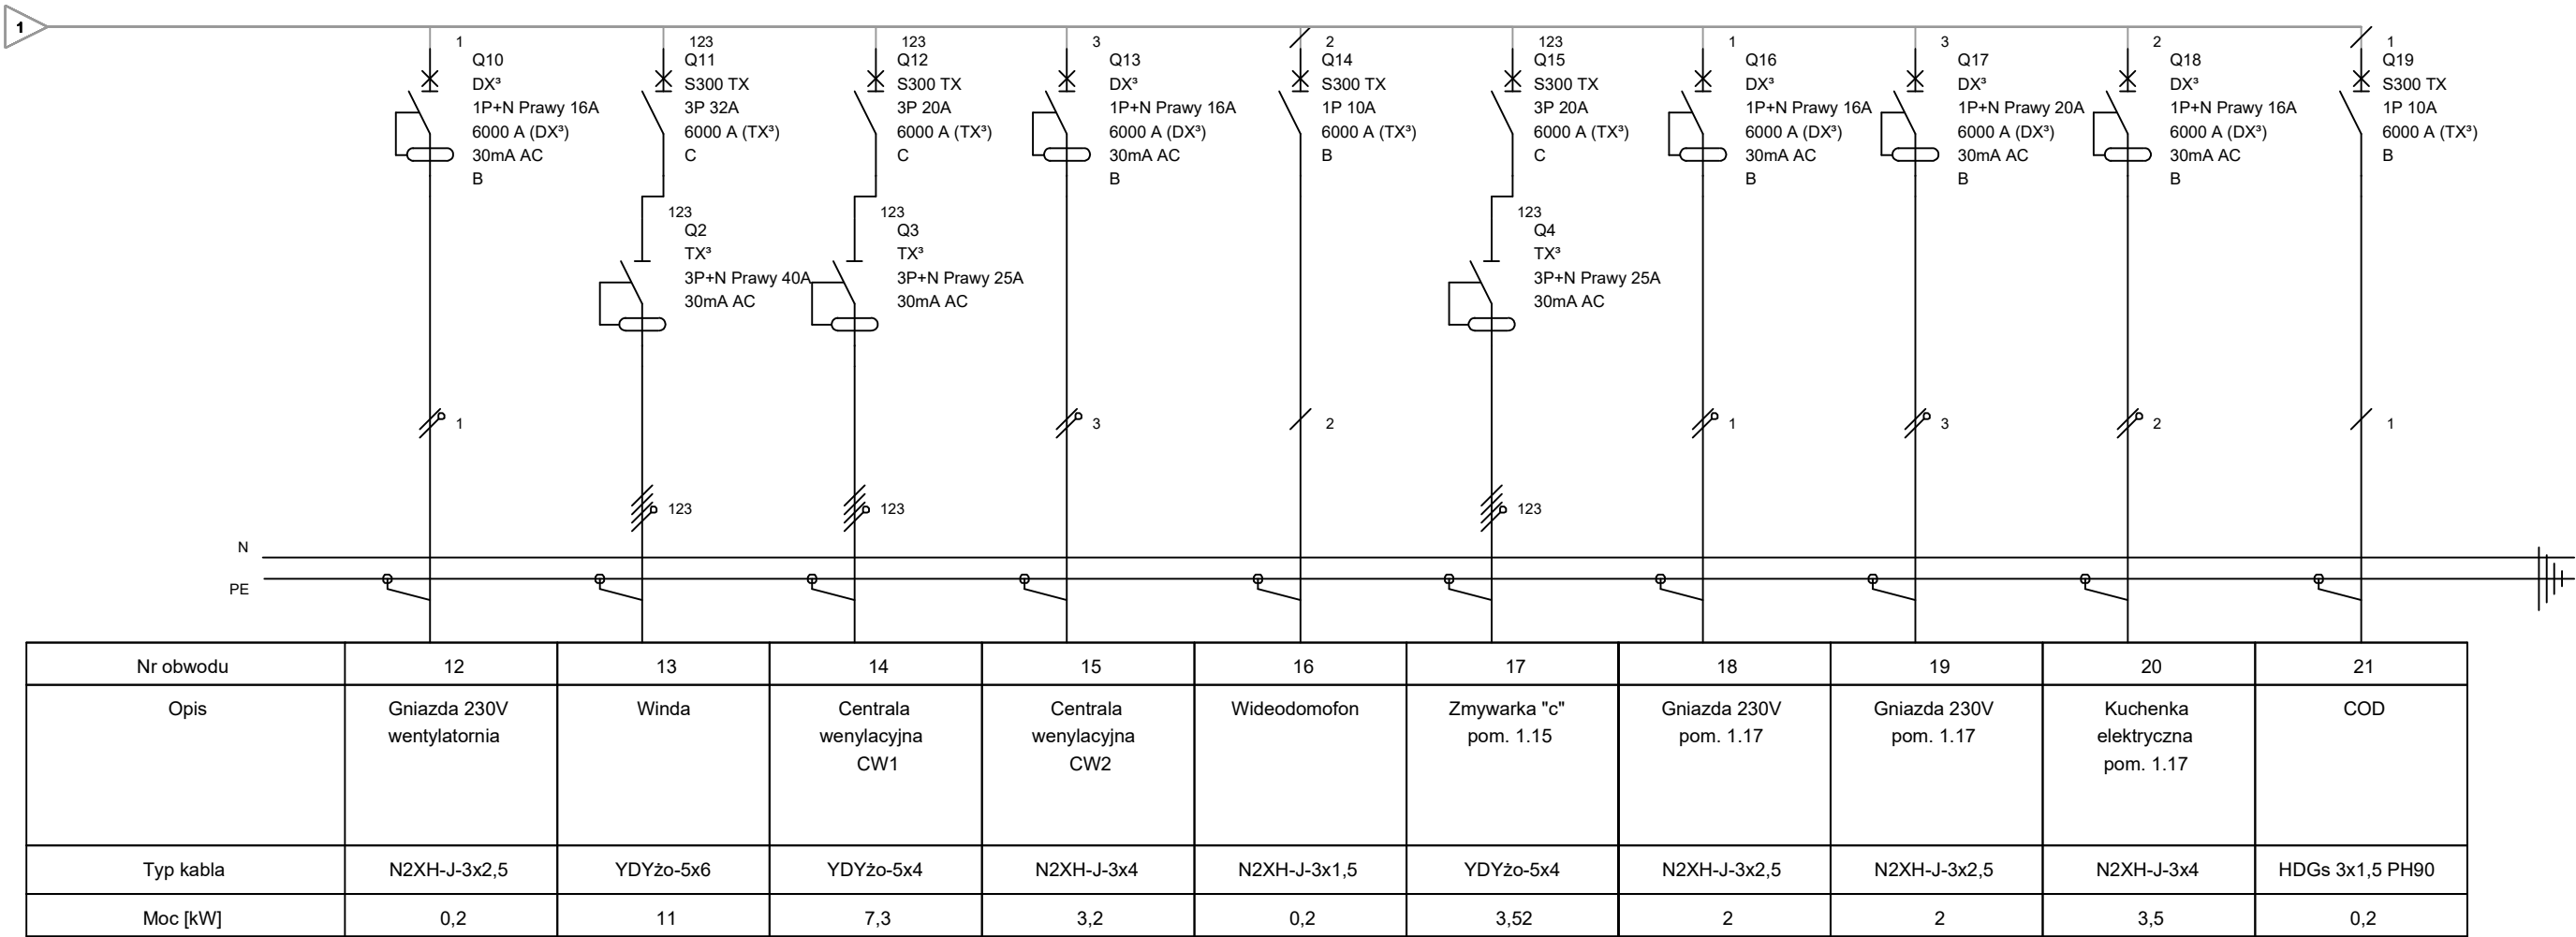 1
1
Q10
DX³
1P+N Prawy 16A
6000 A (DX³)
30mA AC
B
123
Q11
S300 TX
3P 32A
6000 A (TX³)
C
123
Q12
S300 TX
3P 20A
6000 A (TX³)
C
3
Q13
DX³
1P+N Prawy 16A
6000 A (DX³)
30mA AC
B
2
Q14
S300 TX
1P 10A
6000 A (TX³)
B
123
Q15
S300 TX
3P 20A
6000 A (TX³)
C
1
Q16
DX³
1P+N Prawy 16A
6000 A (DX³)
30mA AC
B
3
Q17
DX³
1P+N Prawy 20A
6000 A (DX³)
30mA AC
B
2
Q18
DX³
1P+N Prawy 16A
6000 A (DX³)
30mA AC
B
1
Q19
S300 TX
1P 10A
6000 A (TX³)
B
123
Q2
TX³
3P+N Prawy 40A
30mA AC
123
Q3
TX³
3P+N Prawy 25A
30mA AC
123
Q4
TX³
3P+N Prawy 25A
30mA AC
1
3
2
1
3
2
1
123
123
123
N
PE
Nr obwodu 12 13 14 15 16 17 18 19 20 21
Opis
Gniazda 230V
wentylatornia
Winda
Centrala
wenylacyjna
CW1
Centrala
wenylacyjna
CW2
Wideodomofon
Zmywarka "c"
pom. 1.15
Gniazda 230V
pom. 1.17
Gniazda 230V
pom. 1.17
Kuchenka
elektryczna
pom. 1.17
COD
Typ kabla N2XH-J-3x2,5 YDYżo-5x6 YDYżo-5x4 N2XH-J-3x4 N2XH-J-3x1,5 YDYżo-5x4 N2XH-J-3x2,5 N2XH-J-3x2,5 N2XH-J-3x4 HDGs 3x1,5 PH90
Moc [kW] 0,2 11 7,3 3,2 0,2 3,52 2 2 3,5 0,2